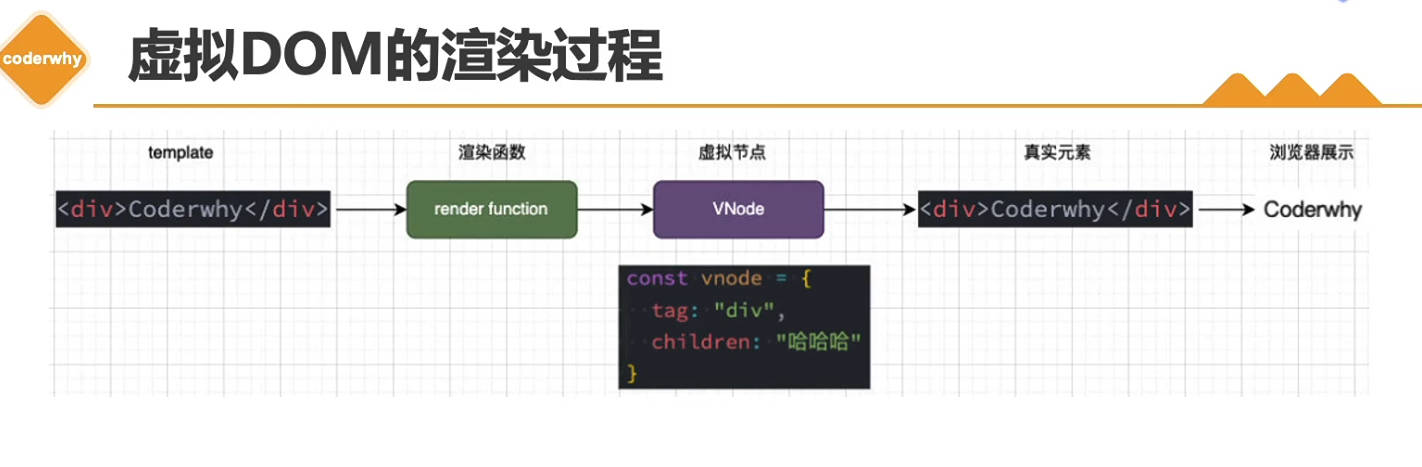 coderwhy
虚拟DOM的渲染过程
template
渲染函数
虚拟节点
真实元素
浏览器展示
<div>Coderwhy</div>
render function
VNode
<div>Coderwhy</div>
Coderwhy
const vnode = {
tag: "div",
children: "哈哈哈"
}